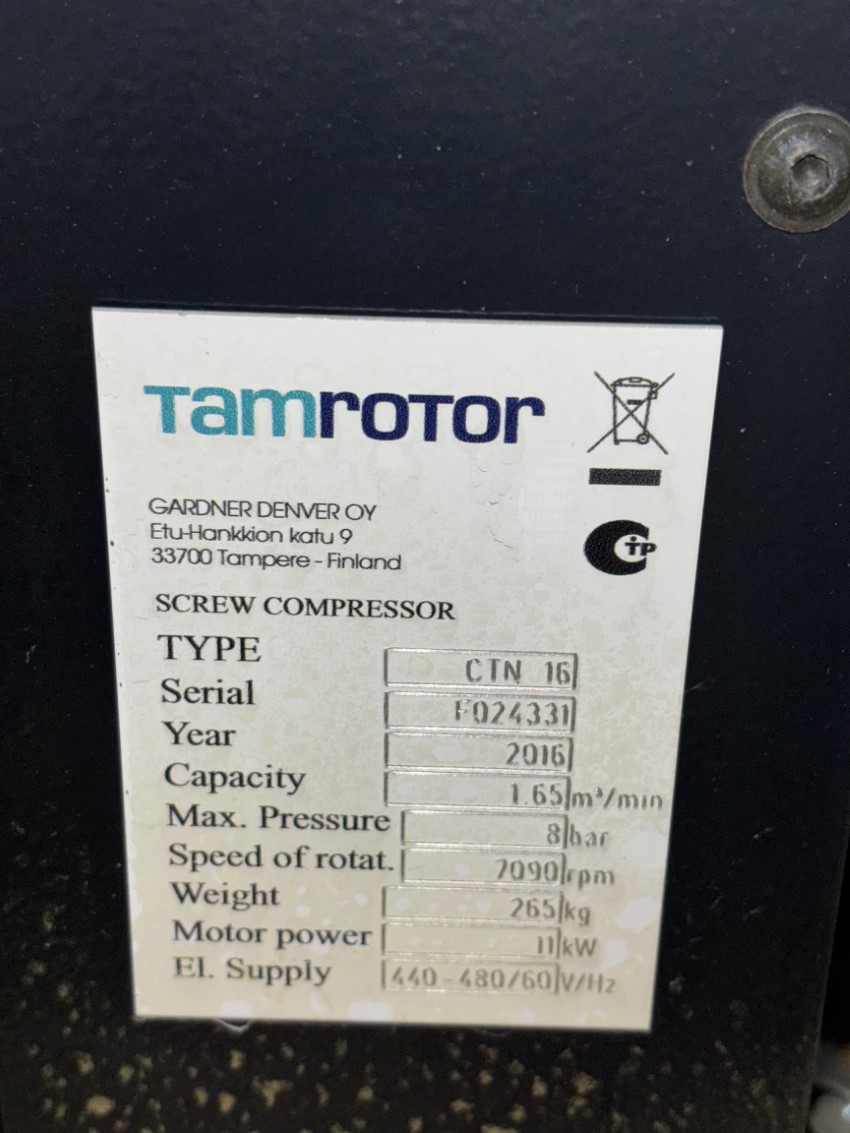 Tamrotor
GARDNER DENVER OY
Etu-Hankkion katu 9
33700 Tampere - Finland
SCREW COMPRESSOR
TYPE CTN 16
Serial F024331
Year 2016
Capacity 1.65 m³/min
Max. Pressure 8 bar
Speed of rotat. 7090 rpm
Weight 265 kg
Motor power 11 kW
El. Supply 440-480/60 V/Hz